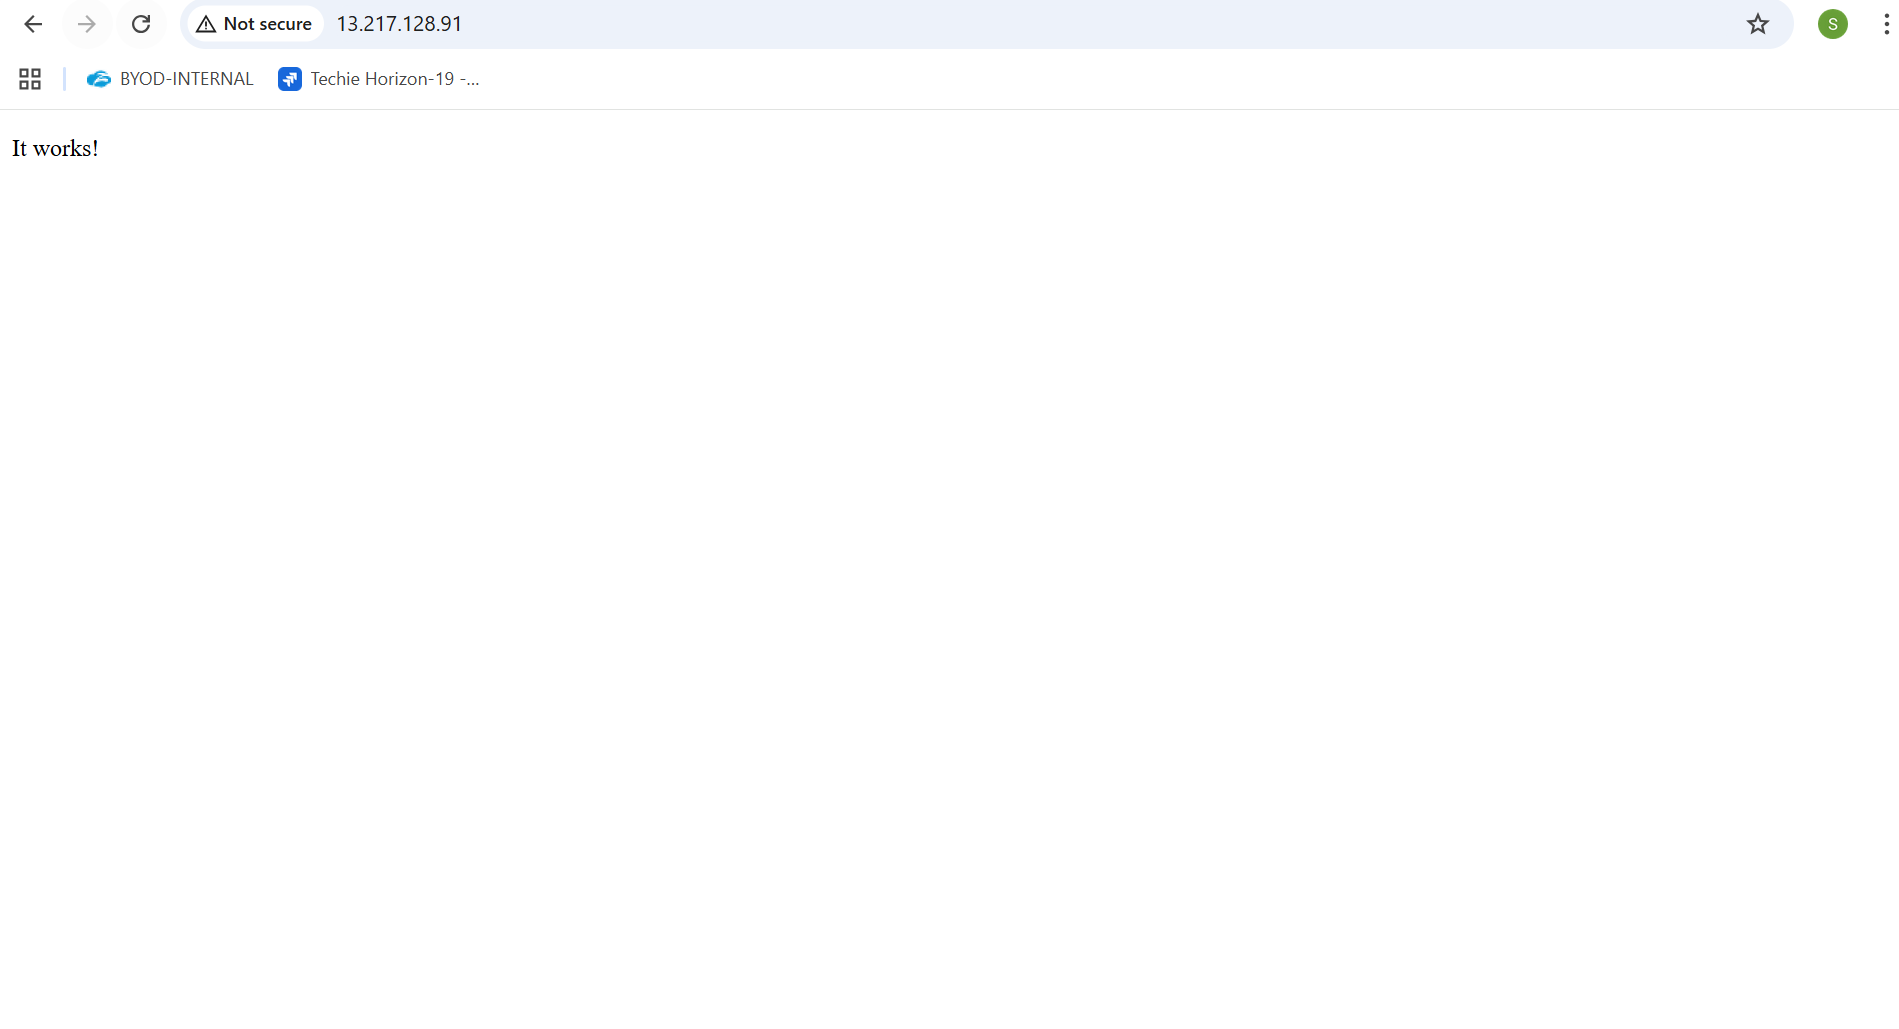 Not secure 13.217.128.91 S
BYOD-INTERNAL Techie Horizon-19 -...
It works!